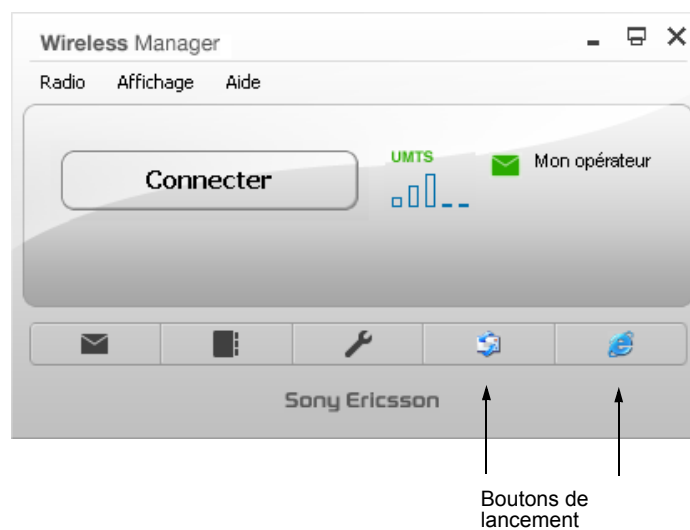 Wireless Manager
Radio Affichage Aide
Connecter
UMTS
Mon opérateur
Sony Ericsson
Boutons de
lancement